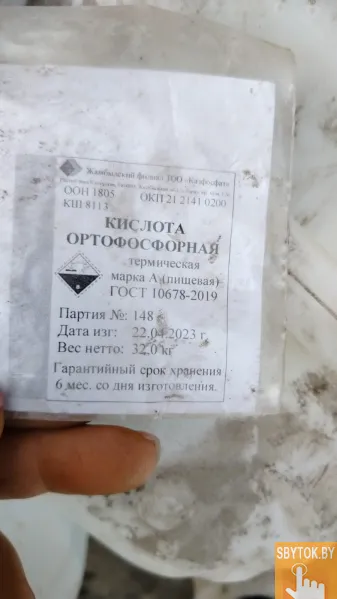 Жамбылский филиал ТОО «Казфосфат»
ООН 1805 ОКП 21 2141 0200
КШ 8113
КИСЛОТА
ОРТОФОСФОРНАЯ
термическая
марка А (пищевая)
ГОСТ 10678-2019
Партия №: 148
Дата изг: 22.04.2023 г.
Вес нетто: 32,0 кг
Гарантийный срок хранения
6 мес. со дня изготовления.
SBYTOK.BY